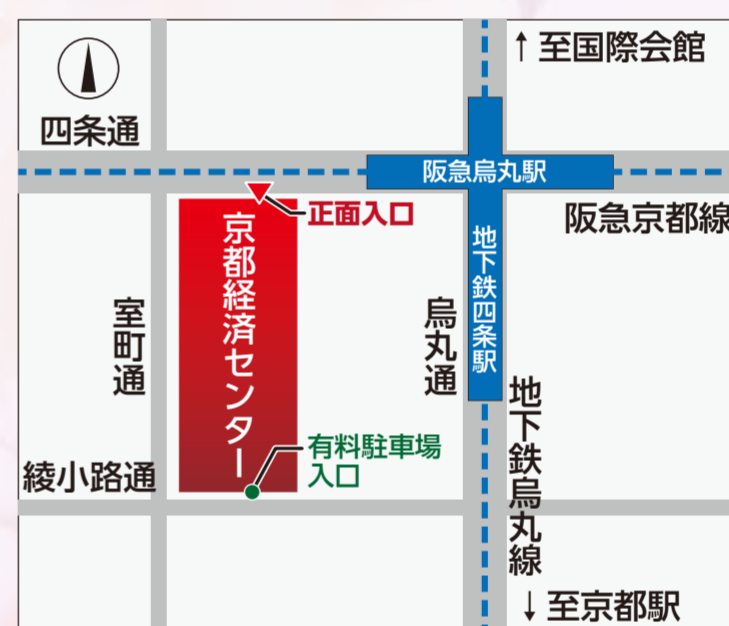 ↑至国際会館
四条通
阪急烏丸駅
正面入口
阪急京都線
京都経済センター
地下鉄四条駅
室町通
烏丸通
地下鉄烏丸線
有料駐車場
入口
綾小路通
↓至京都駅